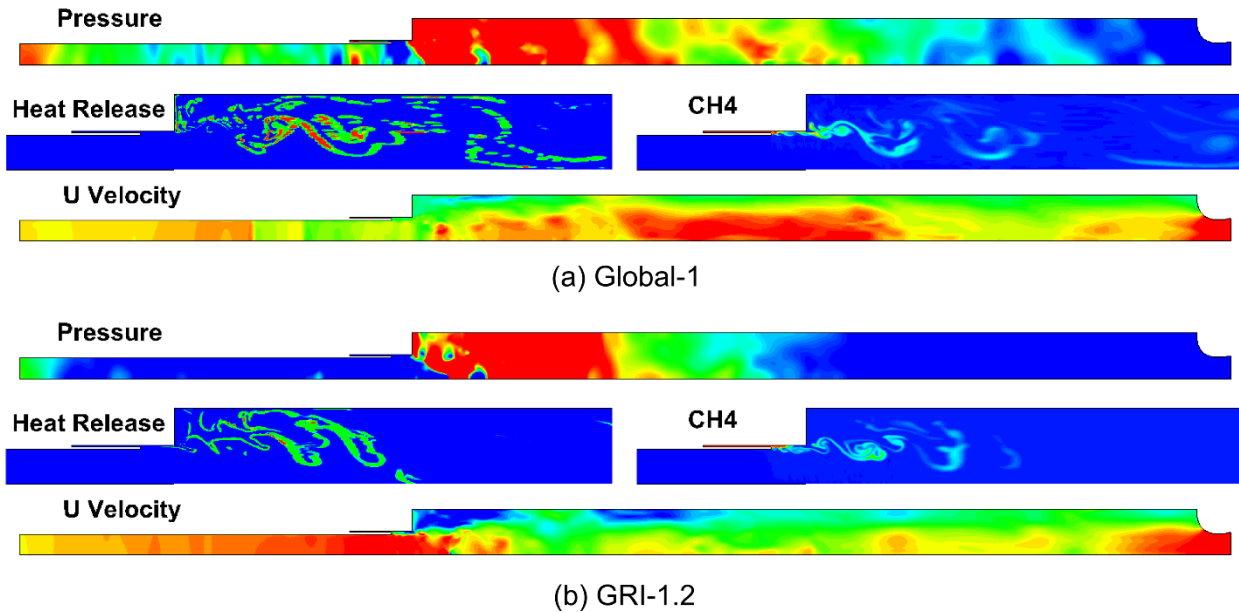 Pressure
Heat Release
CH4
U Velocity
(a) Global-1
Pressure
Heat Release
CH4
U Velocity
(b) GRI-1.2